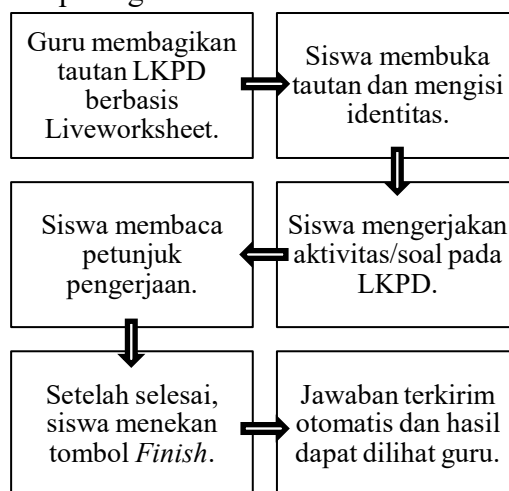 Guru membagikan
tautan LKPD
berbasis
Liveworksheet.
Siswa membuka
tautan dan mengisi
identitas.
Siswa mengerjakan
aktivitas/soal pada
LKPD.
Siswa membaca
petunjuk
pengerjaan.
Setelah selesai,
siswa menekan
tombol Finish.
Jawaban terkirim
otomatis dan hasil
dapat dilihat guru.